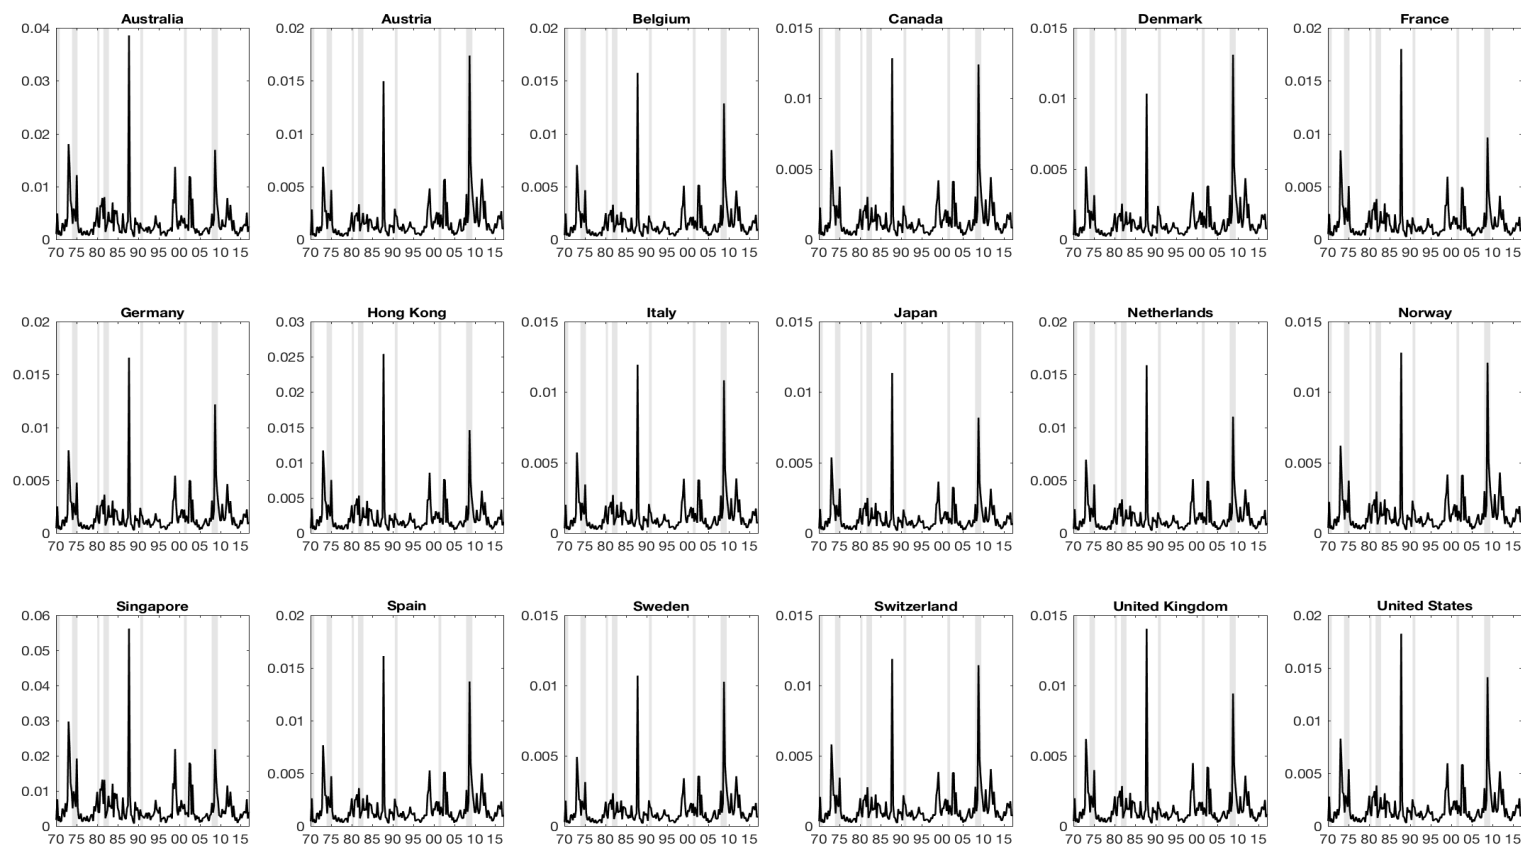 Australia Austria Belgium Canada Denmark France
0.04 0.02 0.02 0.015 0.015 0.02
0.03 0.015 0.015 0.01 0.01 0.015
0.02 0.01 0.01 0.01
0.01 0.005 0.005 0.005 0.005 0.005
0 0 0 0 0 0
70 75 80 85 90 95 00 05 10 15 70 75 80 85 90 95 00 05 10 15 70 75 80 85 90 95 00 05 10 15 70 75 80 85 90 95 00 05 10 15 70 75 80 85 90 95 00 05 10 15 70 75 80 85 90 95 00 05 10 15
Germany Hong Kong Italy Japan Netherlands Norway
0.02 0.03 0.015 0.015 0.02 0.015
0.025
0.015 0.02 0.01 0.01 0.015 0.01
0.01 0.015 0.01
0.01 0.005 0.005 0.005
0.005 0.005 0.005
0 0 0 0 0 0
70 75 80 85 90 95 00 05 10 15 70 75 80 85 90 95 00 05 10 15 70 75 80 85 90 95 00 05 10 15 70 75 80 85 90 95 00 05 10 15 70 75 80 85 90 95 00 05 10 15 70 75 80 85 90 95 00 05 10 15
Singapore Spain Sweden Switzerland United Kingdom United States
0.06 0.02 0.015 0.015 0.015 0.02
0.05
0.04 0.015 0.01 0.01 0.01 0.015
0.03 0.01 0.01
0.02 0.005 0.005 0.005
0.01 0.005 0.005
0 0 0 0 0 0
70 75 80 85 90 95 00 05 10 15 70 75 80 85 90 95 00 05 10 15 70 75 80 85 90 95 00 05 10 15 70 75 80 85 90 95 00 05 10 15 70 75 80 85 90 95 00 05 10 15 70 75 80 85 90 95 00 05 10 15